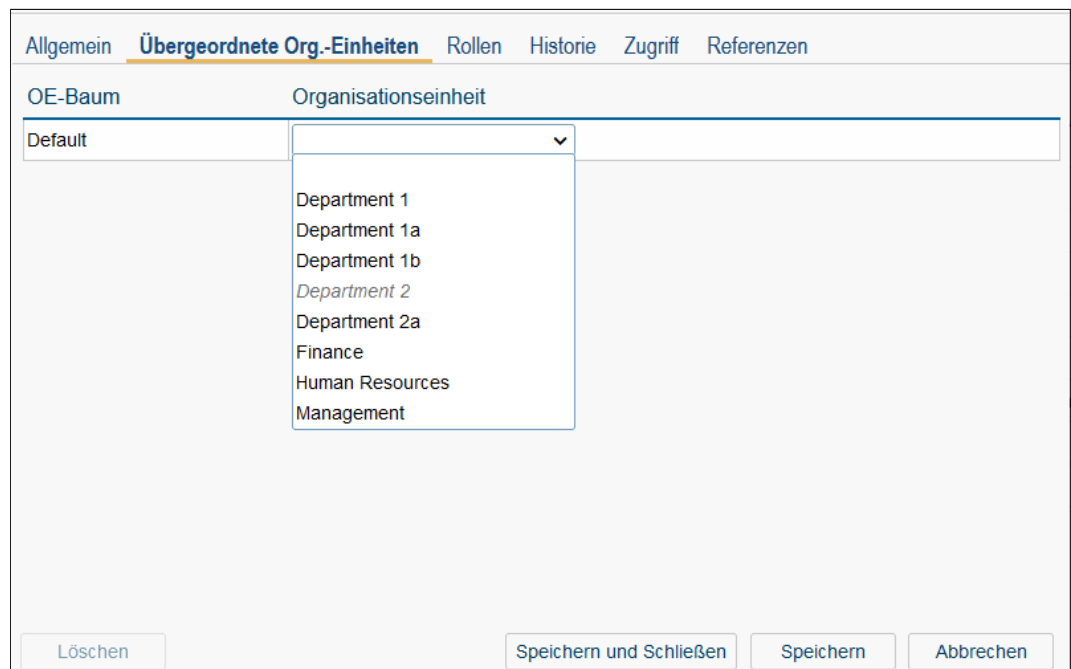 Allgemein Übergeordnete Org.-Einheiten Rollen Historie Zugriff Referenzen
OE-Baum Organisationseinheit
Default
Department 1
Department 1a
Department 1b
Department 2
Department 2a
Finance
Human Resources
Management
Löschen Speichern und Schließen Speichern Abbrechen